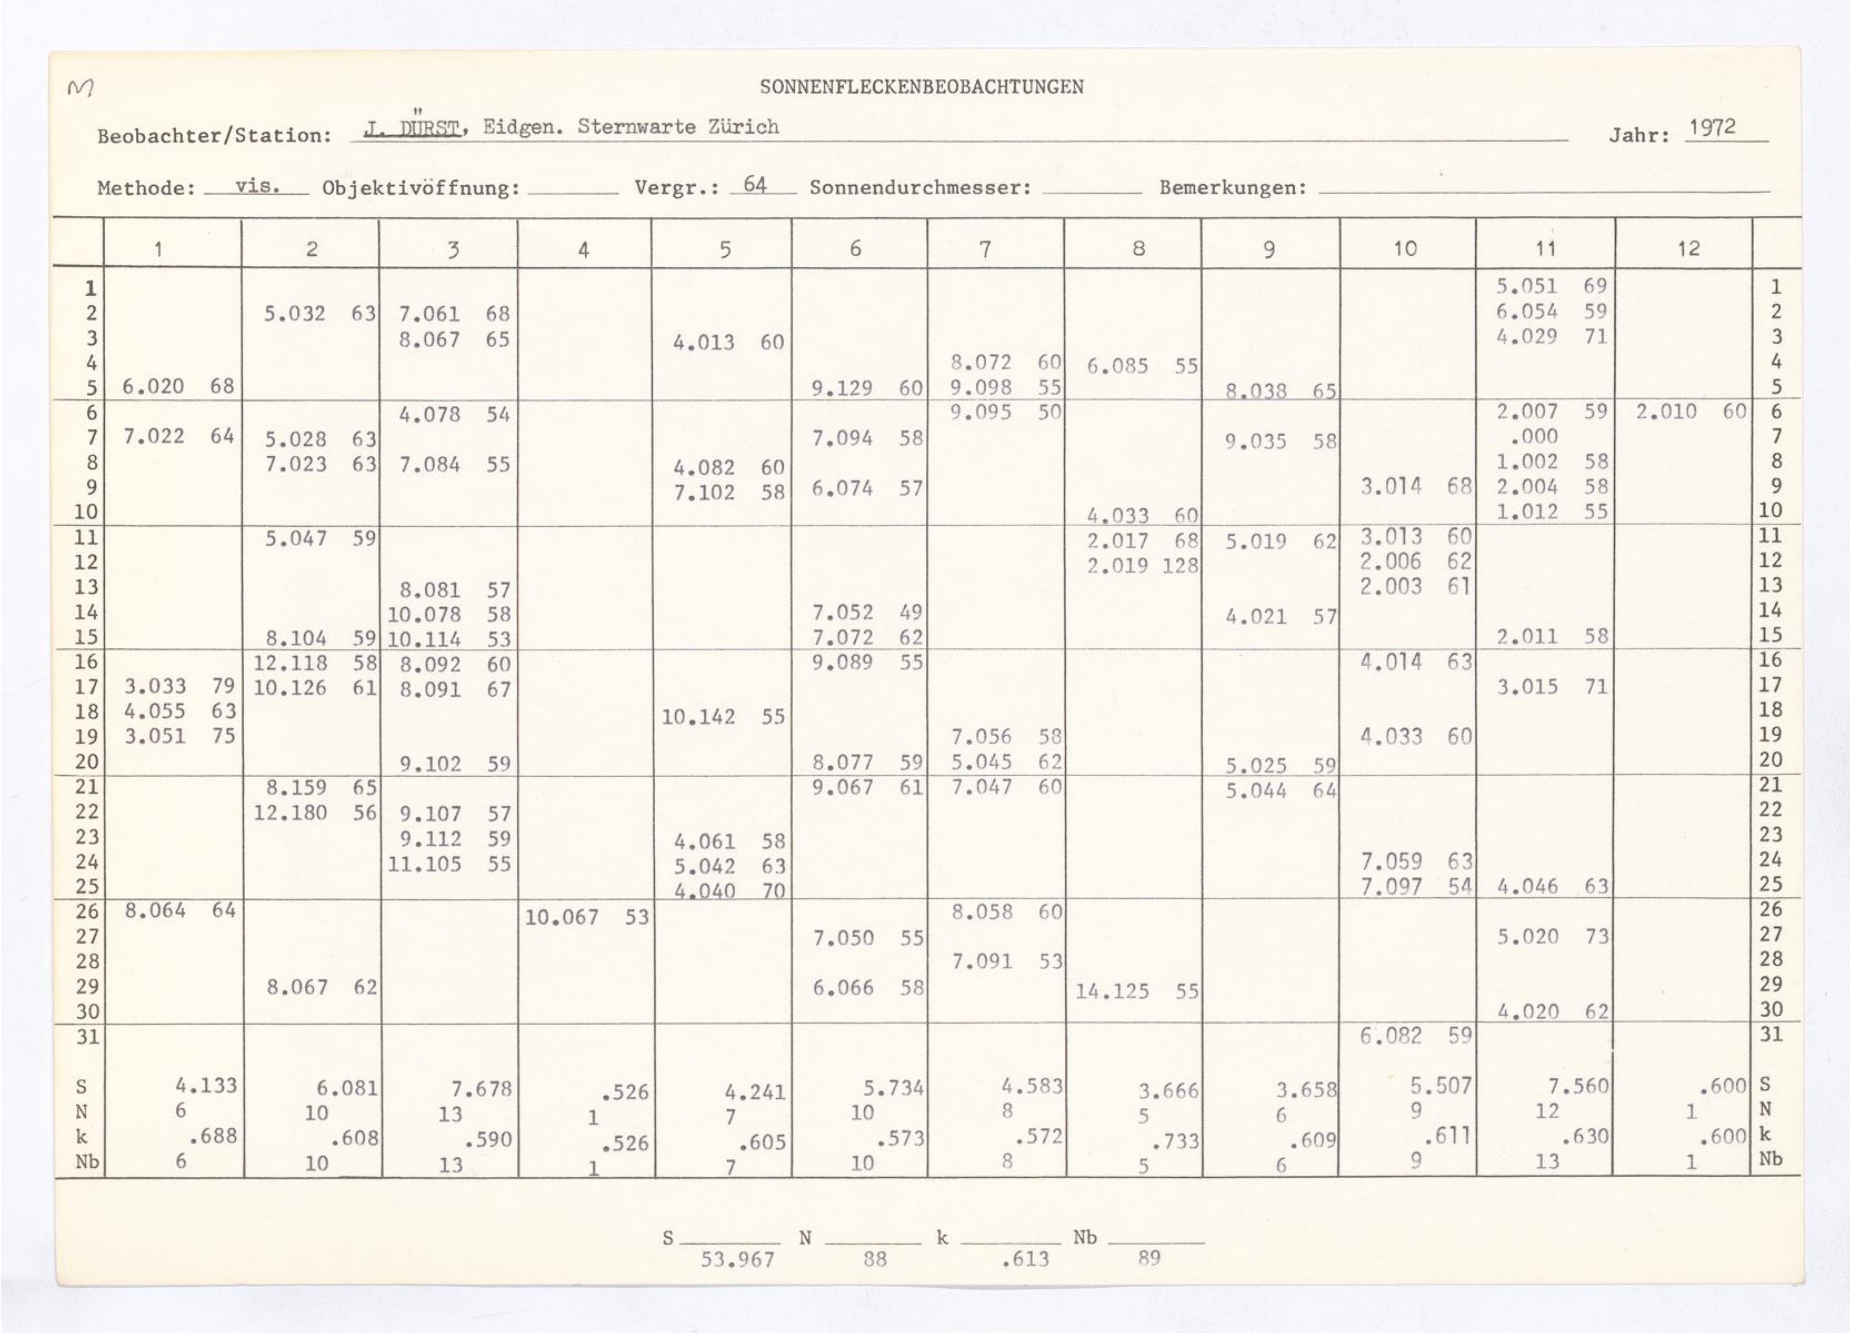 M
SONNENFLECKENBEOBACHTUNGEN
Beobachter/Station: J. DÜRST, Eidgen. Sternwarte Zürich Jahr: 1972
Methode: vis. Objektivöffnung: Vergr.: 64 Sonnendurchmesser: Bemerkungen:
1 2 3 4 5 6 7 8 9 10 11 12
1 5.051 69 1
2 5.032 63 7.061 68 6.054 59 2
3 8.067 65 4.013 60 4.029 71 3
4 8.072 60 6.085 55 4
5 6.020 68 9.129 60 9.098 55 8.038 65 5
6 4.078 54 9.095 50 2.007 59 2.010 60 6
7 7.022 64 5.028 63 7.094 58 9.035 58 .000 7
8 7.023 63 7.084 55 4.082 60 1.002 58 8
9 7.102 58 6.074 57 3.014 68 2.004 58 9
10 4.033 60 1.012 55 10
11 5.047 59 2.017 68 5.019 62 3.013 60 11
12 2.019 128 2.006 62 12
13 8.081 57 2.003 61 13
14 10.078 58 7.052 49 4.021 57 14
15 8.104 59 10.114 53 7.072 62 2.011 58 15
16 12.118 58 8.092 60 9.089 55 4.014 63 16
17 3.033 79 10.126 61 8.091 67 3.015 71 17
18 4.055 63 10.142 55 18
19 3.051 75 7.056 58 4.033 60 19
20 9.102 59 8.077 59 5.045 62 5.025 59 20
21 8.159 65 9.067 61 7.047 60 5.044 64 21
22 12.180 56 9.107 57 22
23 9.112 59 4.061 58 23
24 11.105 55 5.042 63 7.059 63 24
25 4.040 70 7.097 54 4.046 63 25
26 8.064 64 10.067 53 8.058 60 26
27 7.050 55 5.020 73 27
28 7.091 53 28
29 8.067 62 6.066 58 14.125 55 29
30 4.020 62 30
31 6.082 59 31
S 4.133 6.081 7.678 .526 4.241 5.734 4.583 3.666 3.658 5.507 7.560 .600 S
N 6 10 13 1 7 10 8 5 6 9 12 1 N
k .688 .608 .590 .526 .605 .573 .572 .733 .609 .611 .630 .600 k
Nb 6 10 13 1 7 10 8 5 6 9 13 1 Nb
S 53.967 N 88 k .613 Nb 89